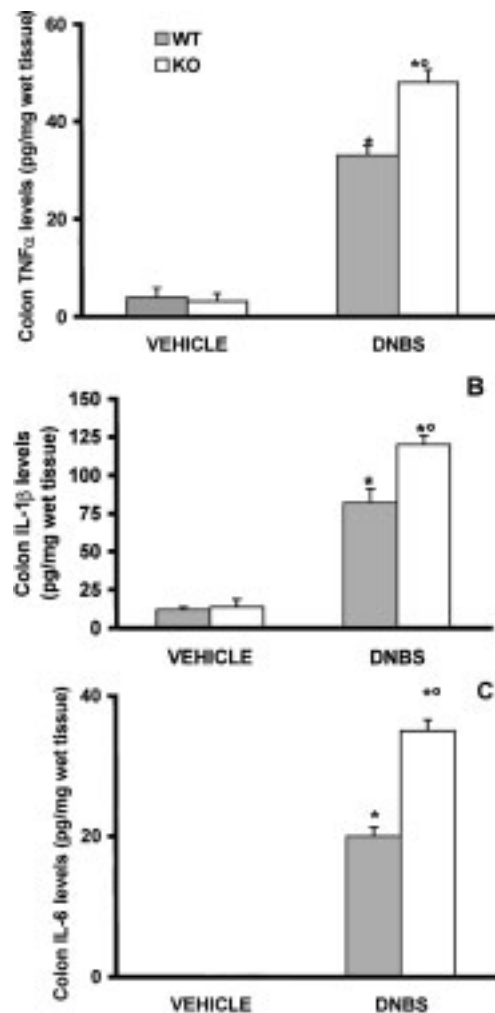 Colon TNFα levels (pg/mg wet tissue)
60
40
20
0
WT
KO
*
*°
VEHICLE
DNBS
B
Colon IL-1β levels
(pg/mg wet tissue)
150
125
100
75
50
25
0
*
*°
VEHICLE
DNBS
C
Colon IL-6 levels (pg/mg wet tissue)
40
20
0
*
*°
VEHICLE
DNBS